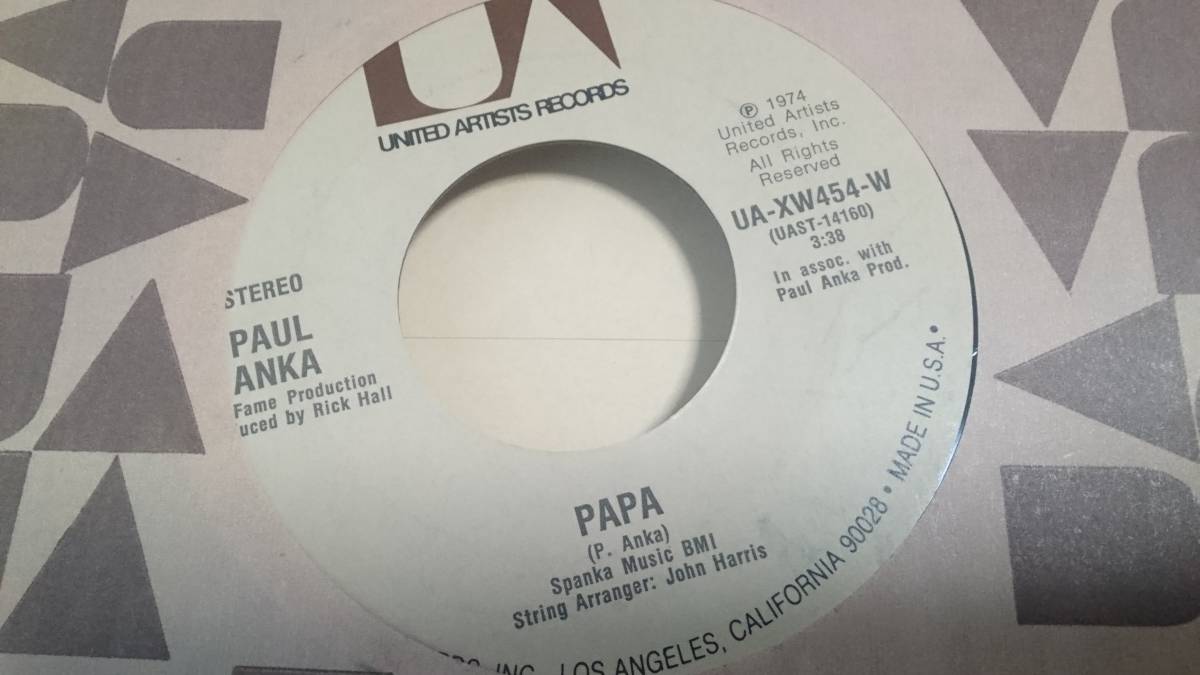 UA
UNITED ARTISTS RECORDS
℗ 1974
United Artists
Records, Inc.
All Rights
Reserved
UA-XW454-W
(UAST-14160)
3:38
In assoc. with
Paul Anka Prod.
STEREO
PAUL
ANKA
Fame Production
uced by Rick Hall
PAPA
(P. Anka)
Spanka Music BMI
String Arranger: John Harris
INC., LOS ANGELES, CALIFORNIA 90028 • MADE IN U.S.A. •